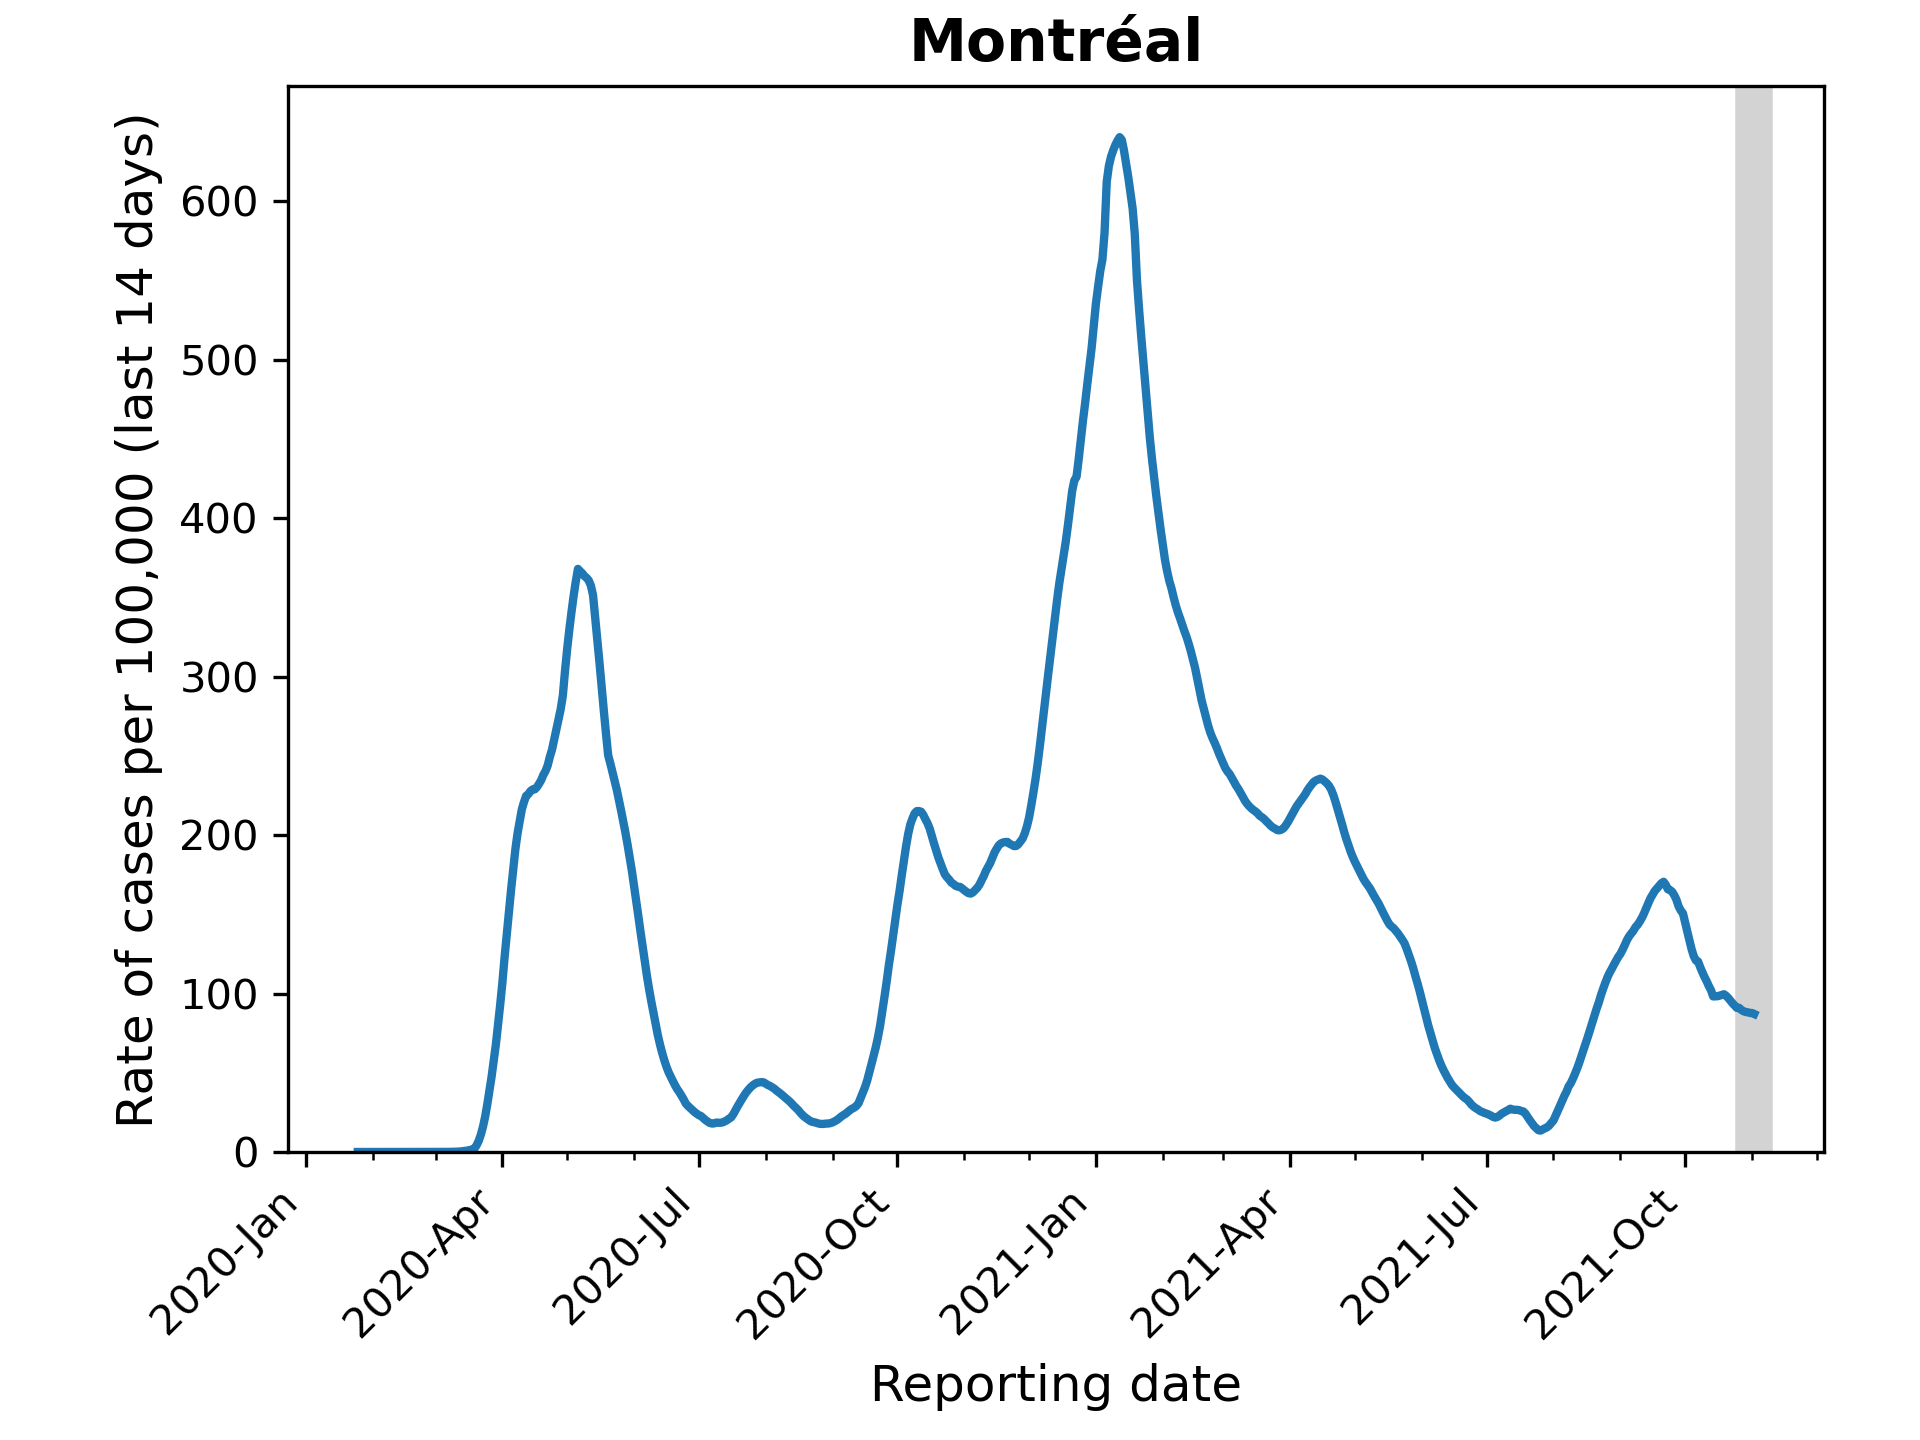 Montréal
Rate of cases per 100,000 (last 14 days)
600
500
400
300
200
100
0
2020-Jan
2020-Apr
2020-Jul
2020-Oct
2021-Jan
2021-Apr
2021-Jul
2021-Oct
Reporting date